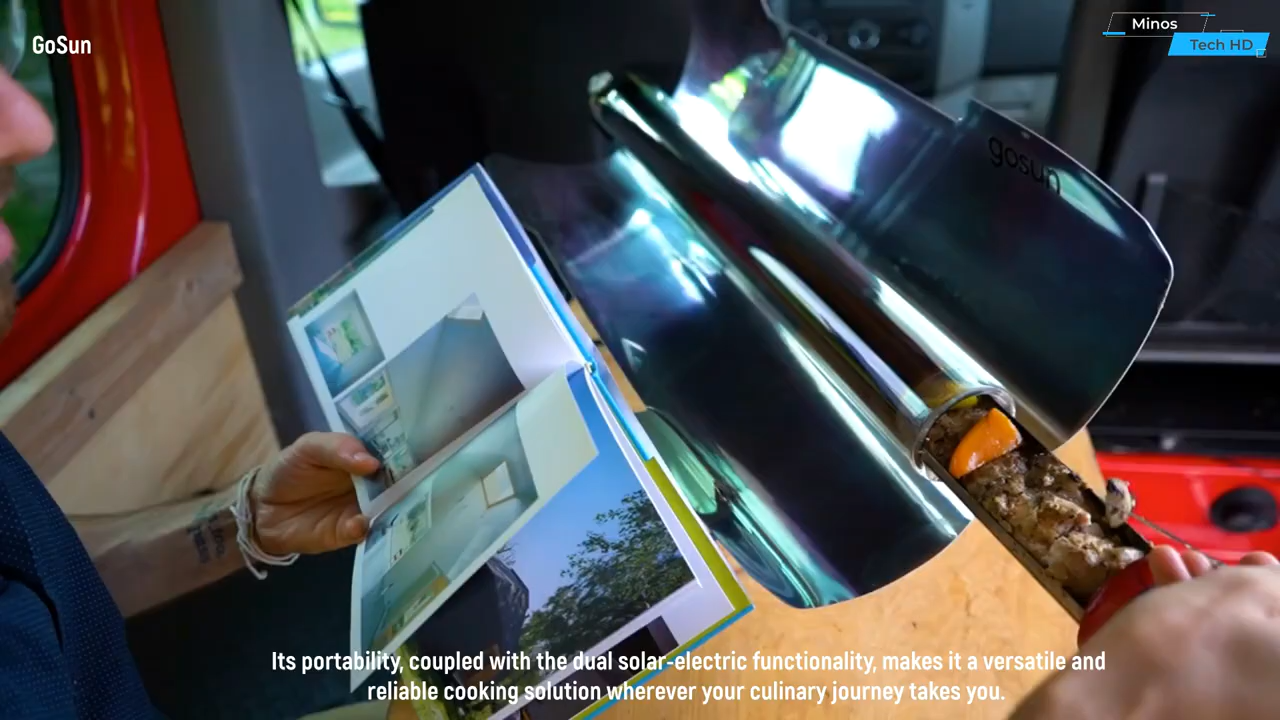 GoSun
Minos
Tech HD
gosun
Its portability, coupled with the dual solar-electric functionality, makes it a versatile and
reliable cooking solution wherever your culinary journey takes you.